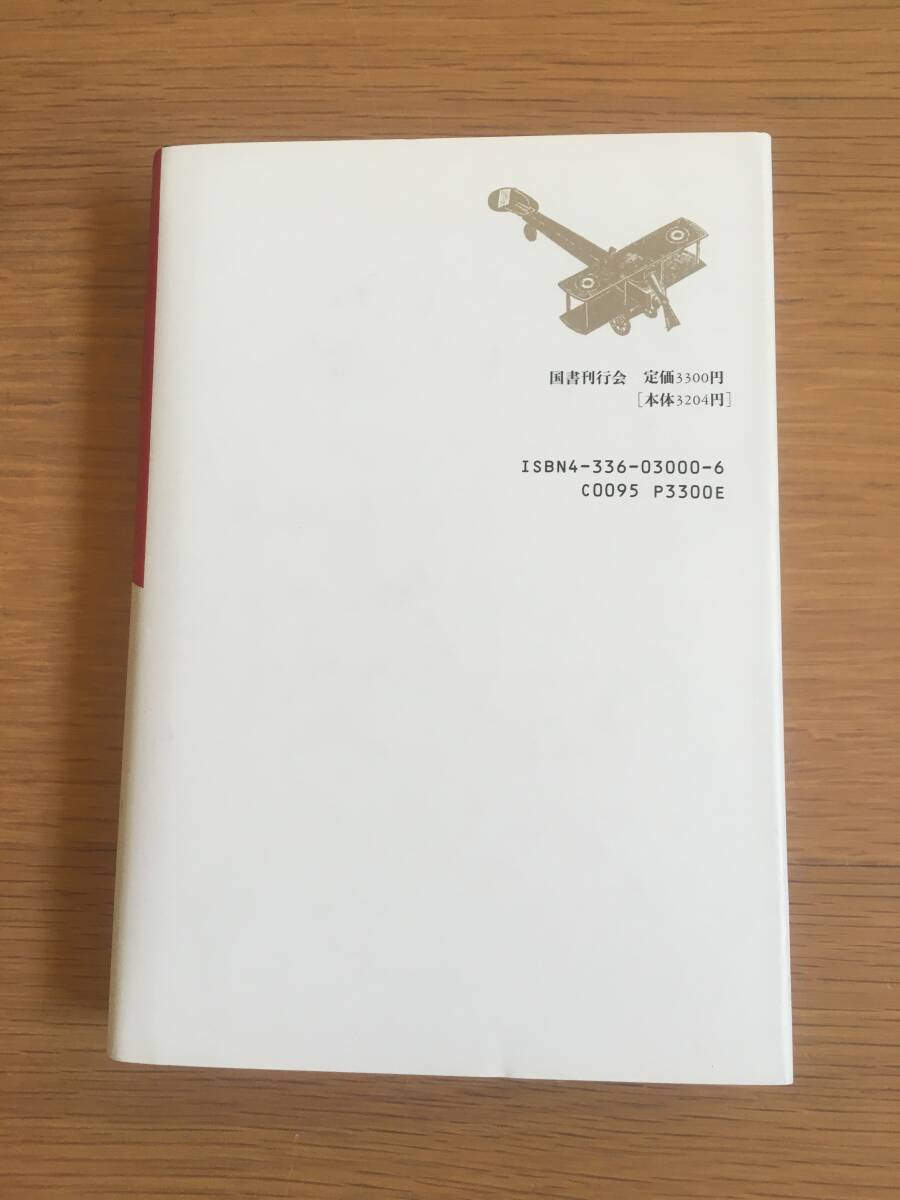 国書刊行会　定価3300円
［本体3204円］
ISBN4-336-03000-6
C0095 P3300E